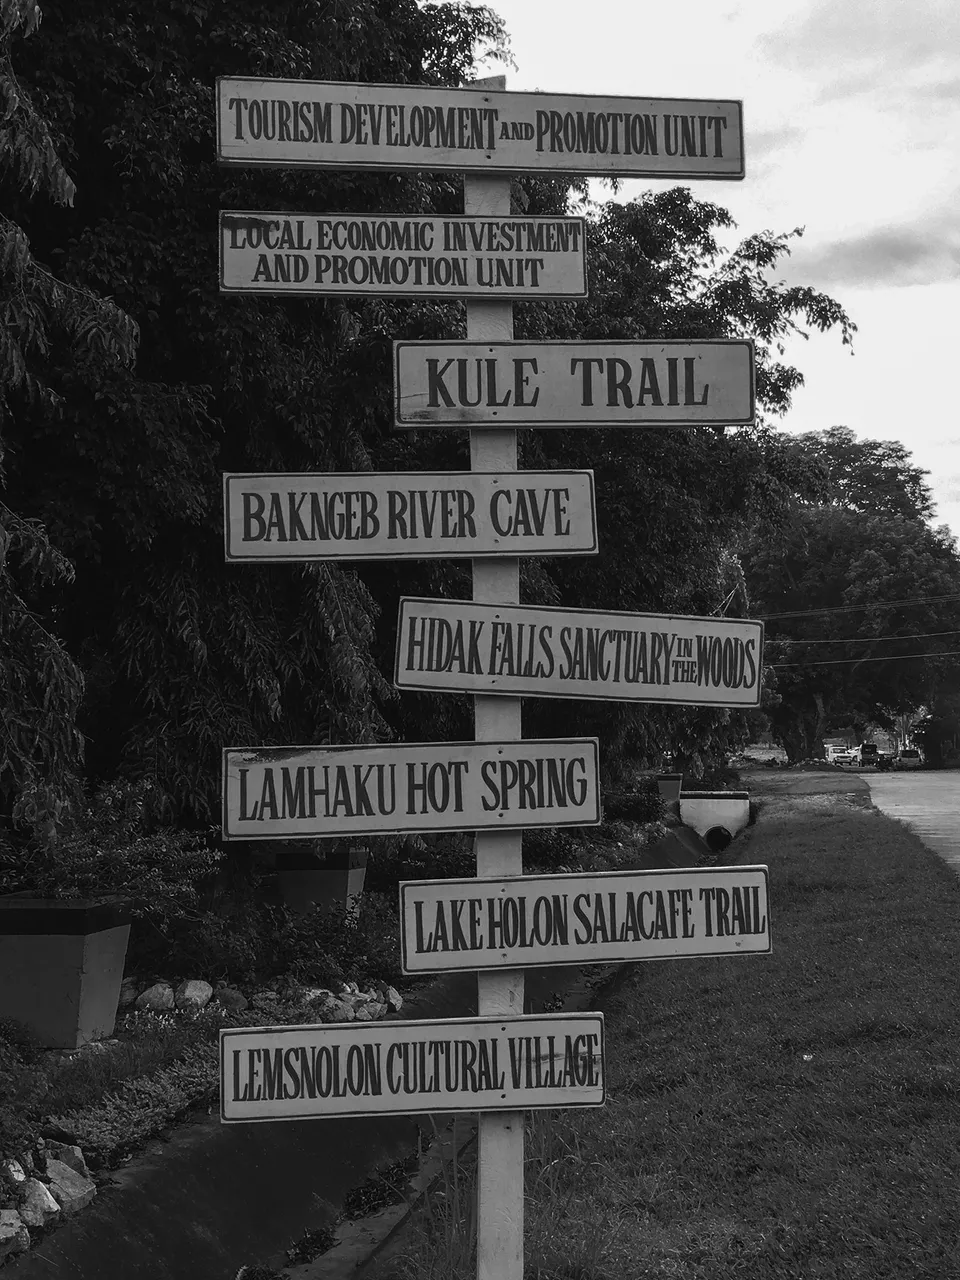 TOURISM DEVELOPMENT AND PROMOTION UNIT
LOCAL ECONOMIC INVESTMENT
AND PROMOTION UNIT
KULE TRAIL
BAKNGEB RIVER CAVE
HIDAK FALLS SANCTUARY IN THE WOODS
LAMHAKU HOT SPRING
LAKE HOLON SALACAFE TRAIL
LEMSNOLON CULTURAL VILLAGE